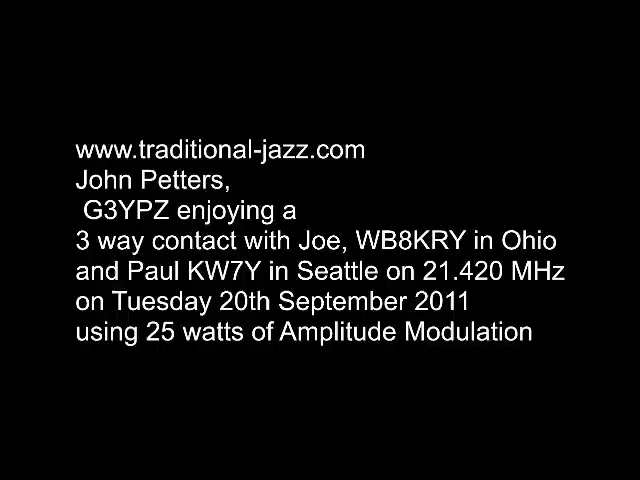 www.traditional-jazz.com
John Petters,
G3YPZ enjoying a
3 way contact with Joe, WB8KRY in Ohio
and Paul KW7Y in Seattle on 21.420 MHz
on Tuesday 20th September 2011
using 25 watts of Amplitude Modulation